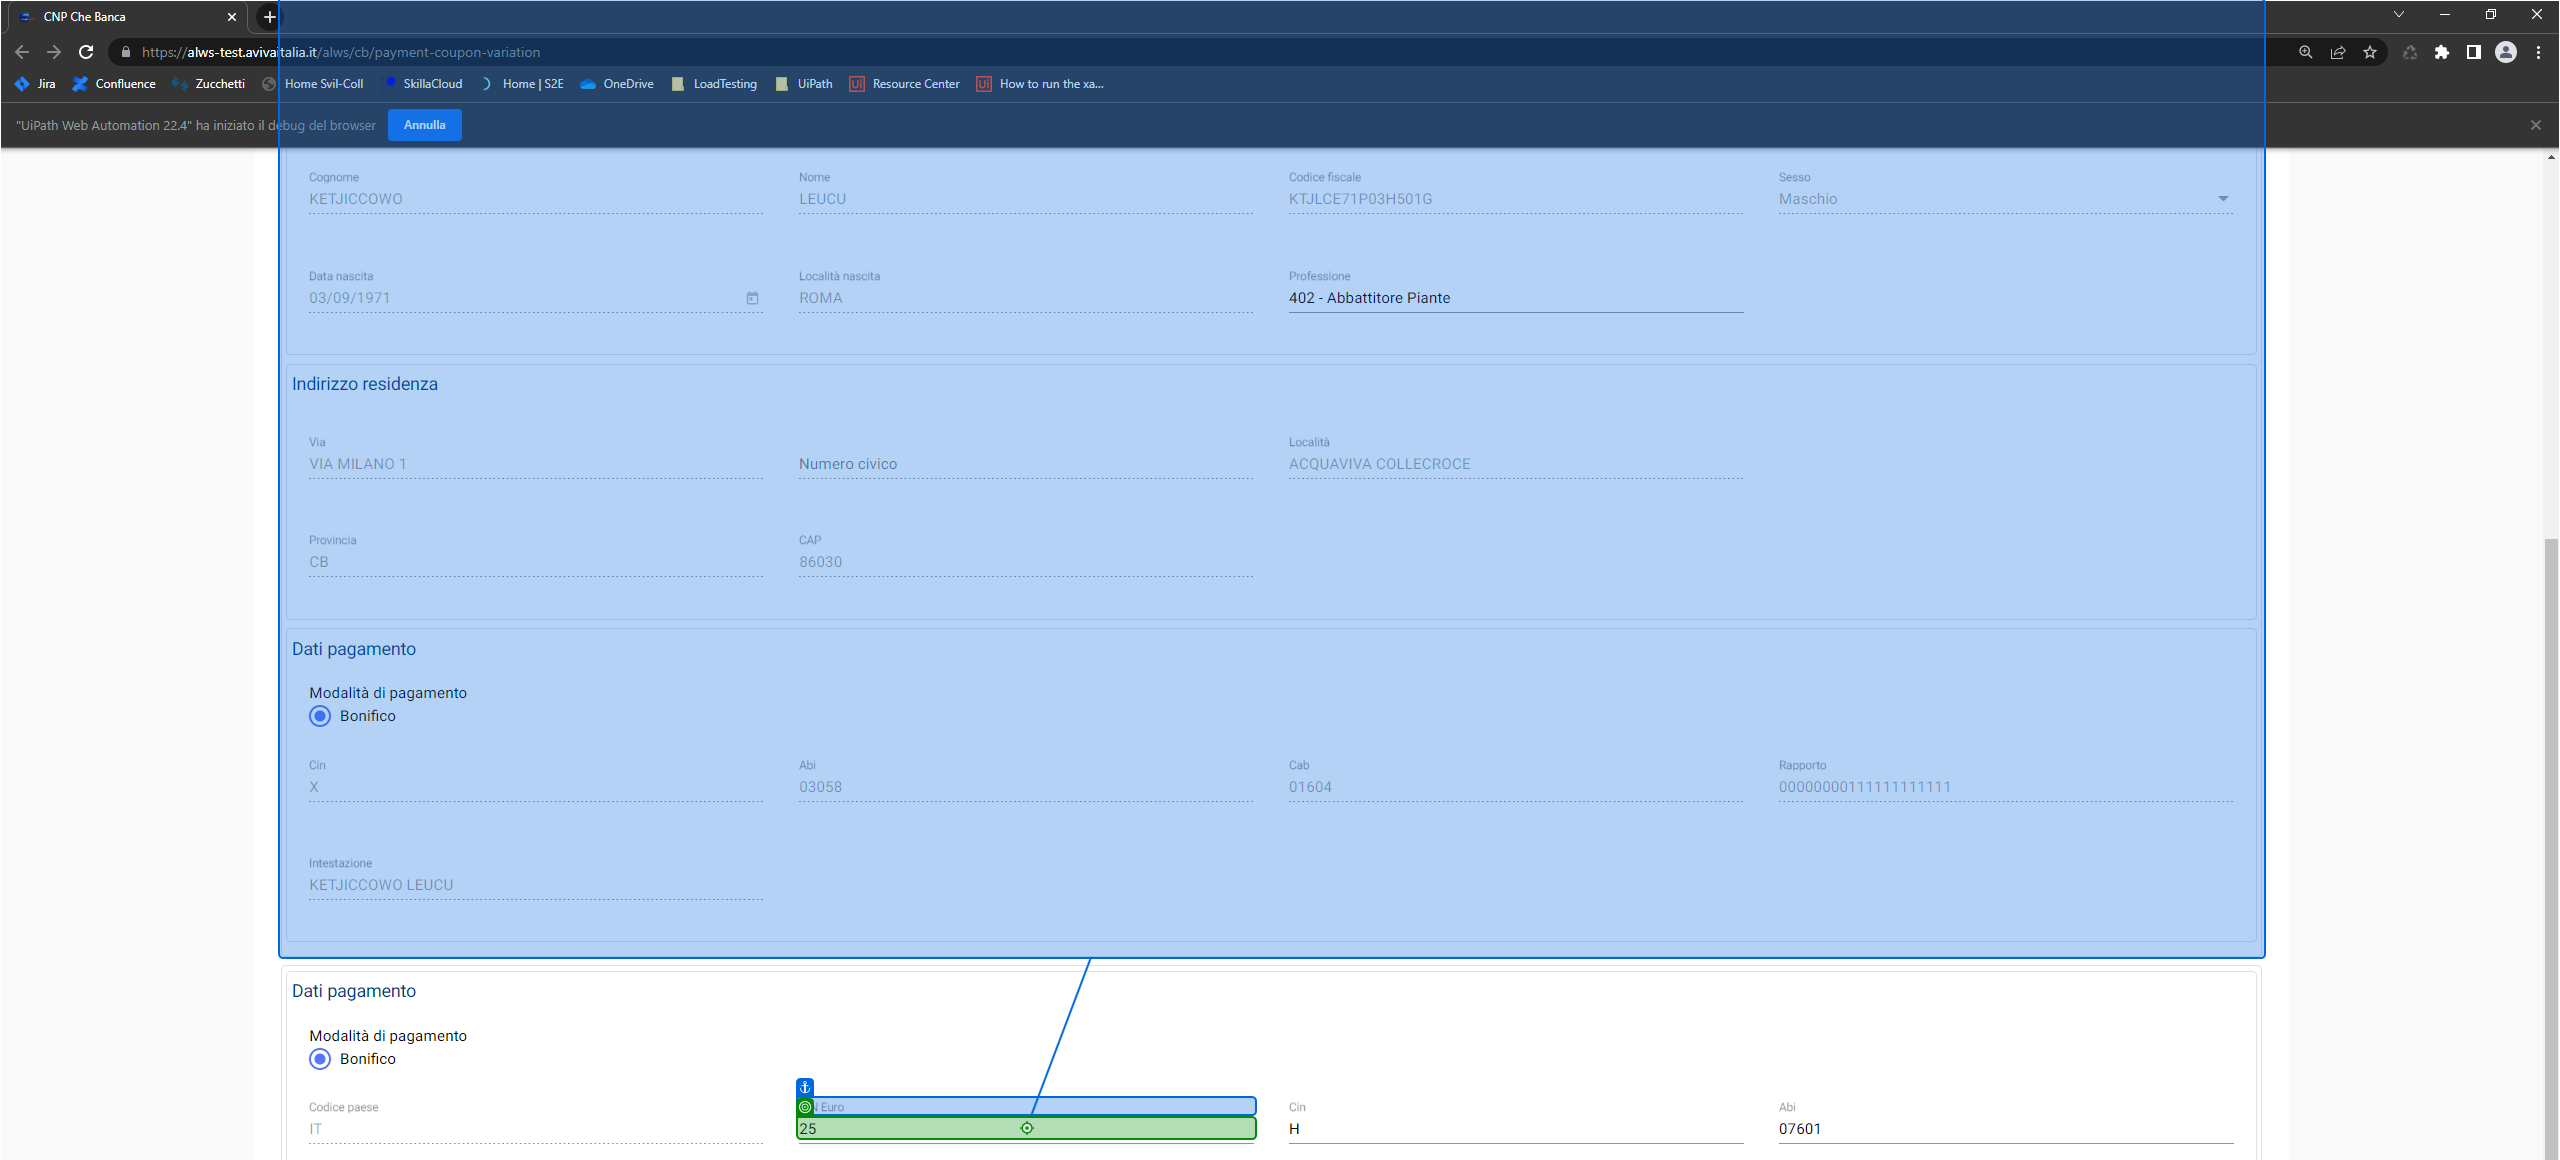 CNP Che Banca
https://alws-test.avivaitalia.it/alws/cb/payment-coupon-variation
Jira Confluence Zucchetti Home Svil-Coll SkillaCloud Home | S2E OneDrive LoadTesting UiPath Resource Center How to run the xa...
"UiPath Web Automation 22.4" ha iniziato il debug del browser Annulla
Cognome Nome Codice fiscale Sesso
KETJICCOWO LEUCU KTJLCE71P03H501G Maschio
Data nascita Località nascita Professione
03/09/1971 ROMA 402 - Abbattitore Piante
Indirizzo residenza
Via Località
VIA MILANO 1 Numero civico ACQUAVIVA COLLECROCE
Provincia CAP
CB 86030
Dati pagamento
Modalità di pagamento
Bonifico
Cin Abi Cab Rapporto
X 03058 01604 00000000111111111111
Intestazione
KETJICCOWO LEUCU
Dati pagamento
Modalità di pagamento
Bonifico
Codice paese Euro Cin Abi
IT 25 H 07601